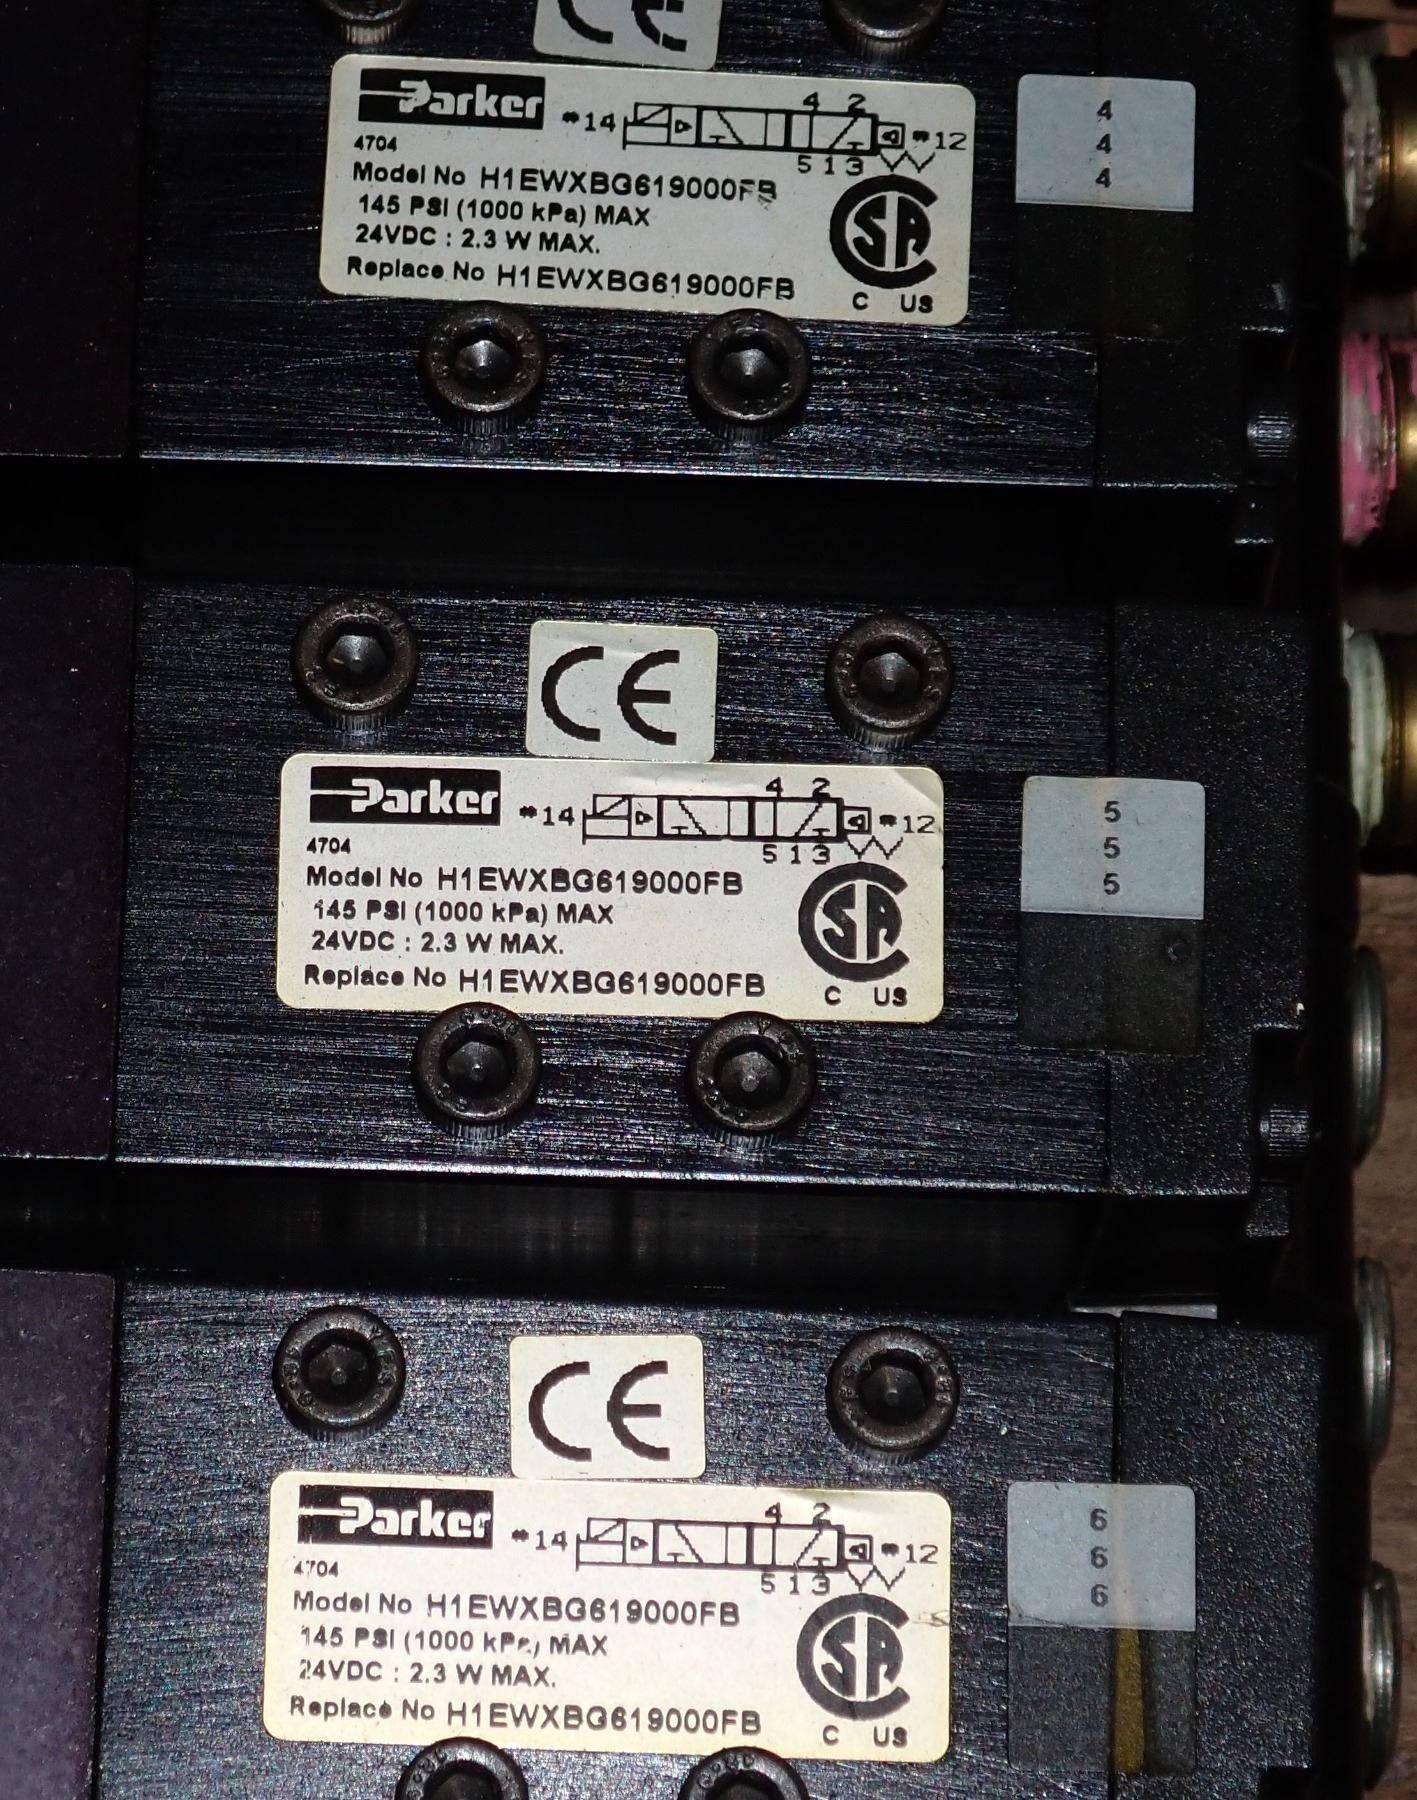 CE
Parker
*14 4 2 *12
4704
5 1 3
Model No H1EWXBG619000FB
145 PSI (1000 kPa) MAX
24VDC : 2.3 W MAX.
Replace No H1EWXBG619000FB
CSA
C US
4
4
4
CE
Parker
*14 4 2 *12
4704
5 1 3
Model No H1EWXBG619000FB
145 PSI (1000 kPa) MAX
24VDC : 2.3 W MAX.
Replace No H1EWXBG619000FB
CSA
C US
5
5
5
CE
Parker
*14 4 2 *12
4704
5 1 3
Model No H1EWXBG619000FB
145 PSI (1000 kPa) MAX
24VDC : 2.3 W MAX.
Replace No H1EWXBG619000FB
CSA
C US
6
6
6